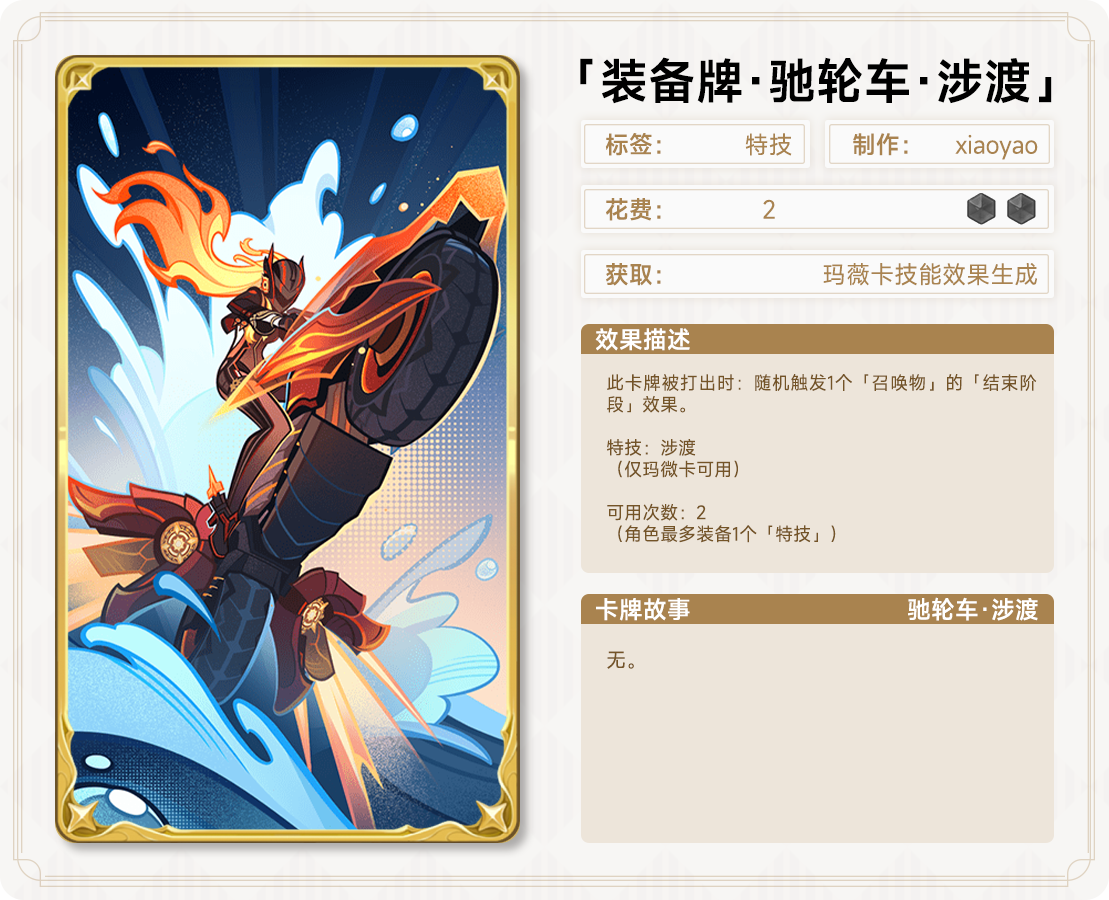 「装备牌·驰轮车·涉渡」
标签： 特技
制作： xiaoyao
花费： 2
获取： 玛薇卡技能效果生成
效果描述
此卡牌被打出时：随机触发1个「召唤物」的「结束阶
段」效果。
特技：涉渡
（仅玛微卡可用）
可用次数：2
（角色最多装备1个「特技」）
卡牌故事 驰轮车·涉渡
无。